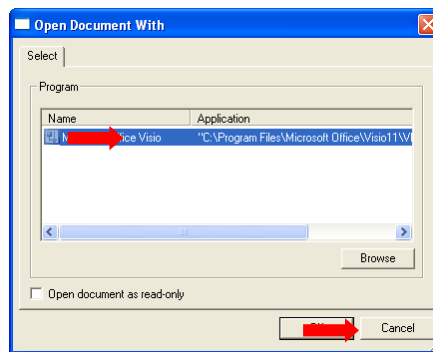 Open Document With
Select
Program
Name Application
Visio "C:\Program Files\Microsoft Office\Visio11\
Browse
Open document as read-only
Cancel